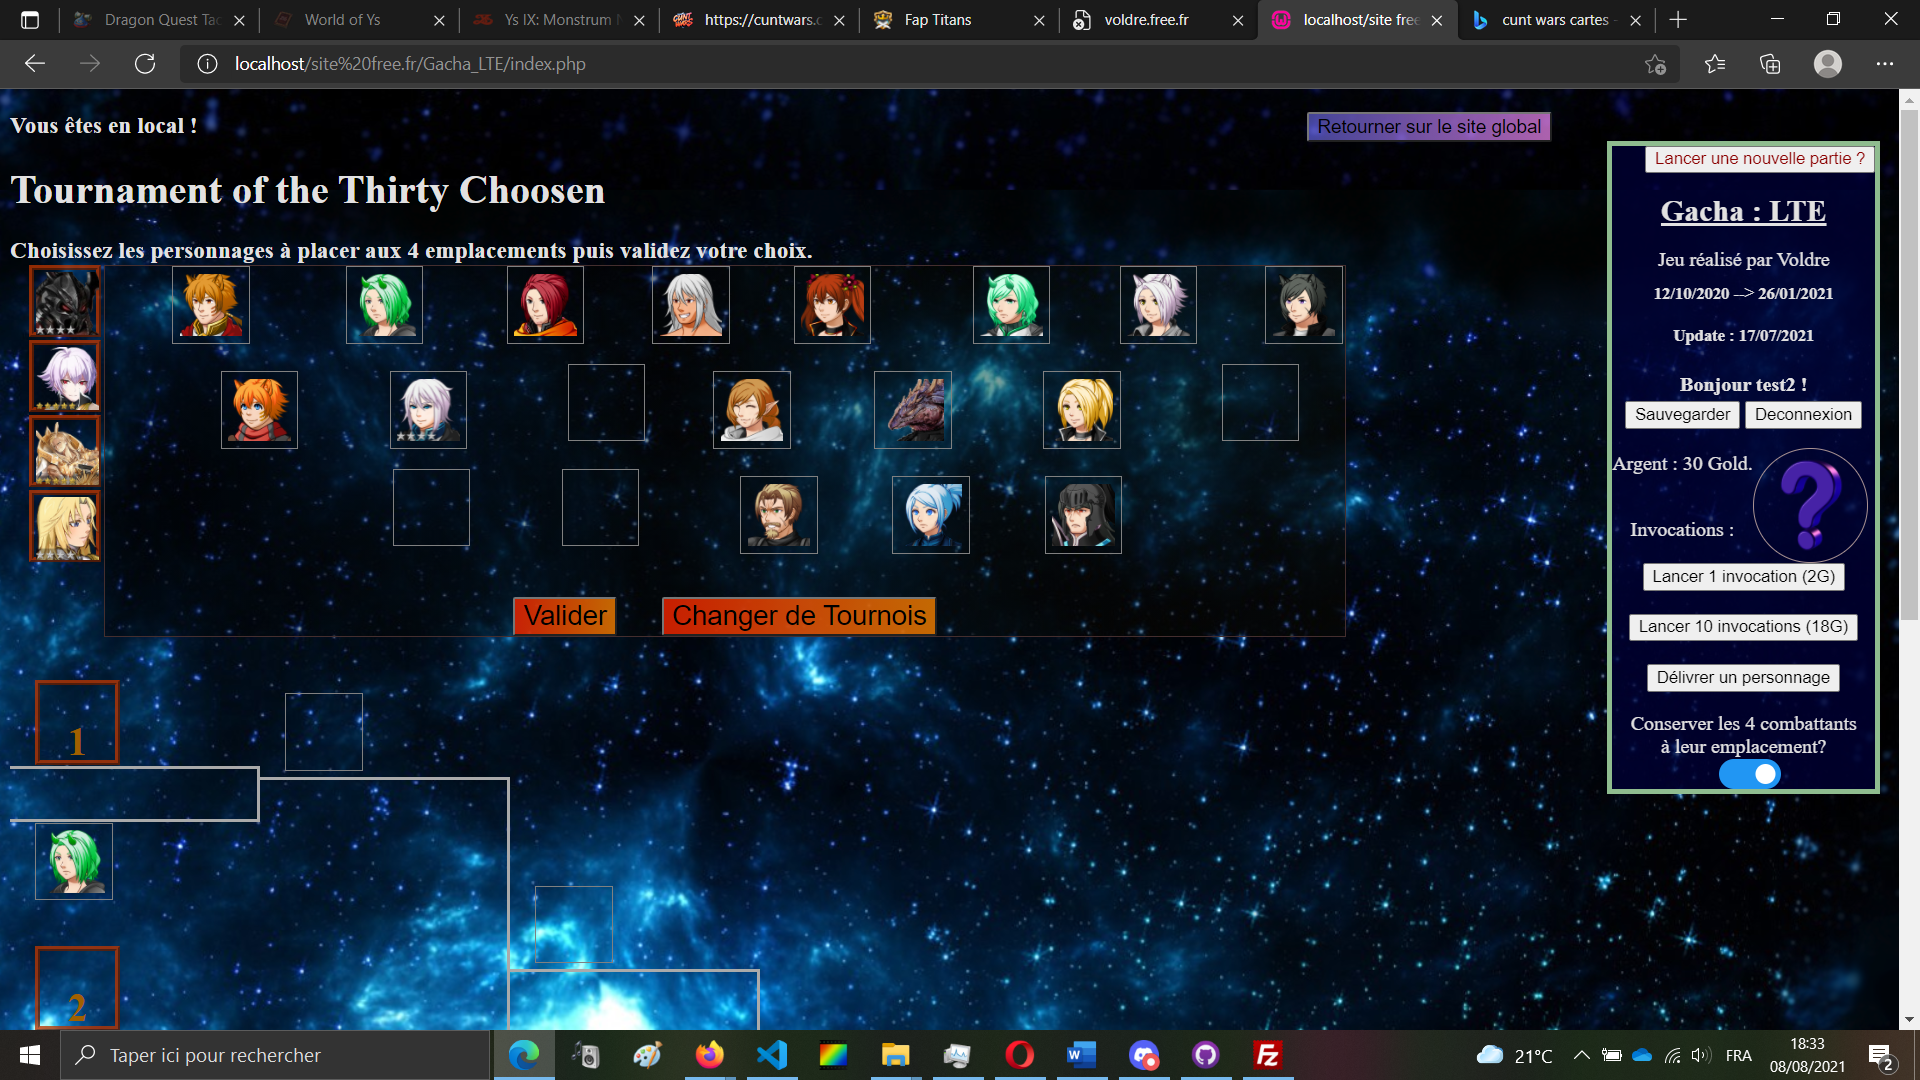 Dragon Quest Tac
World of Ys
Ys IX: Monstrum N
https://cuntwars.c
Fap Titans
voldre.free.fr
localhost/site free
cunt wars cartes -
localhost/site%20free.fr/Gacha_LTE/index.php
Vous êtes en local !
Retourner sur le site global
Tournament of the Thirty Choosen
Choisissez les personnages à placer aux 4 emplacements puis validez votre choix.
Valider
Changer de Tournois
1
2
Lancer une nouvelle partie ?
Gacha : LTE
Jeu réalisé par Voldre
12/10/2020 --> 26/01/2021
Update : 17/07/2021
Bonjour test2 !
Sauvegarder
Deconnexion
Argent : 30 Gold.
Invocations :
Lancer 1 invocation (2G)
Lancer 10 invocations (18G)
Délivrer un personnage
Conserver les 4 combattants
à leur emplacement?
Taper ici pour rechercher
21°C
FRA
18:33
08/08/2021
2